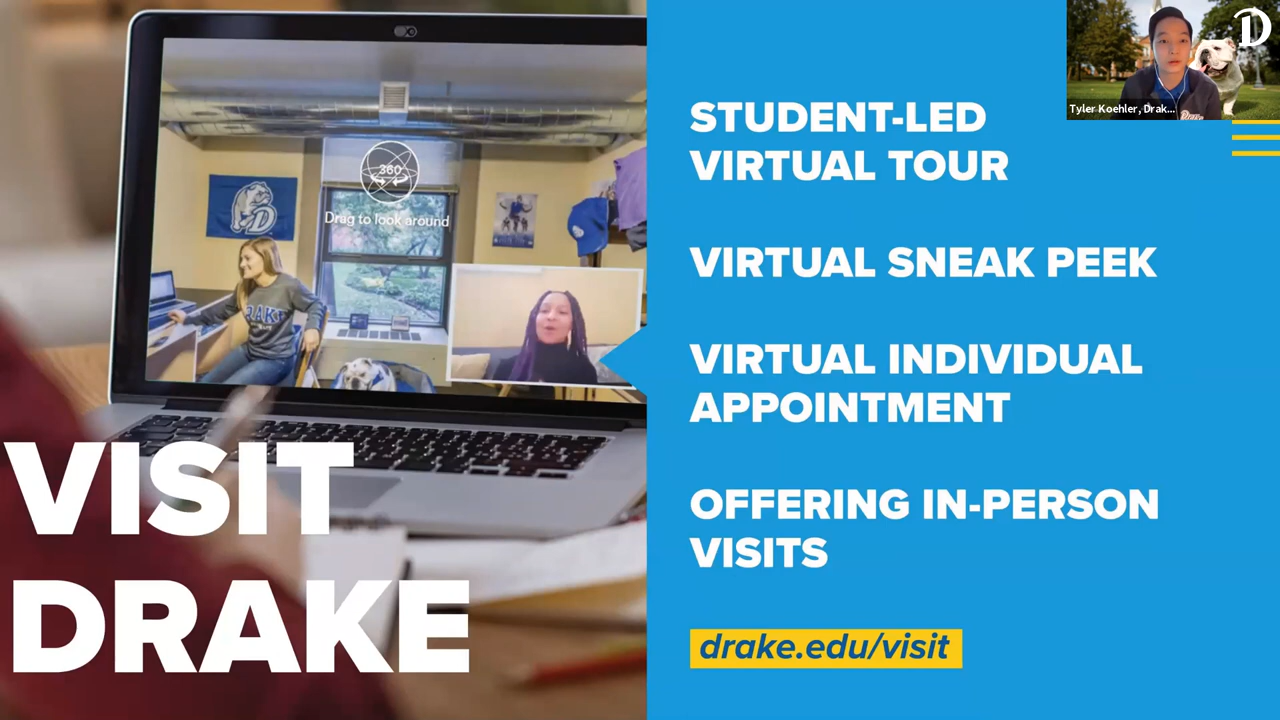 STUDENT-LED
VIRTUAL TOUR
VIRTUAL SNEAK PEEK
VIRTUAL INDIVIDUAL
APPOINTMENT
OFFERING IN-PERSON
VISITS
drake.edu/visit
VISIT
DRAKE
360
Drag to look around
D
DRAKE
Tyler Koehler, Drak...
D